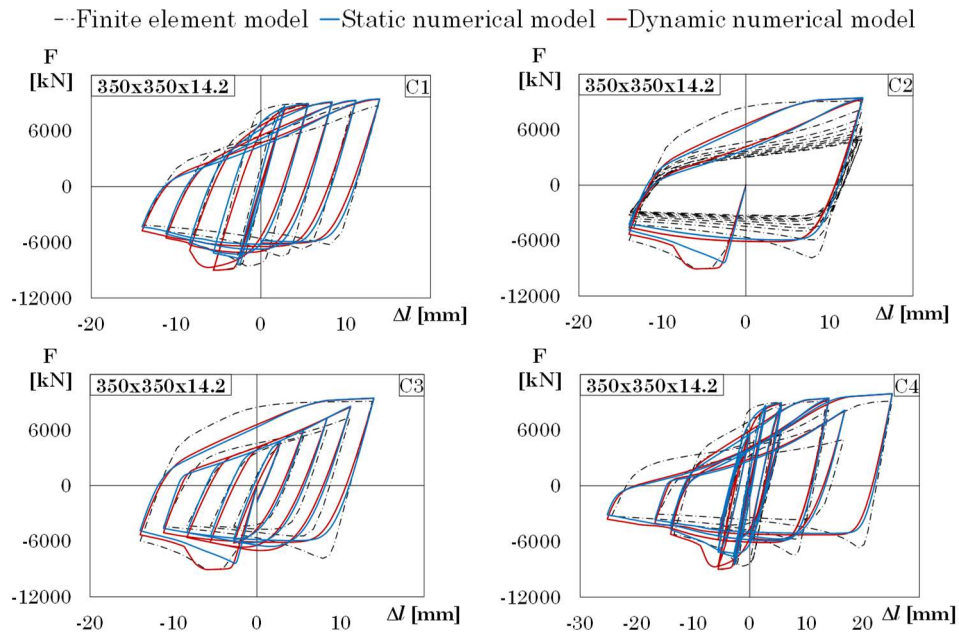 Finite element model Static numerical model Dynamic numerical model
F
[kN]
350x350x14.2 C1
6000
0
-6000
-12000
-20 -10 0 10 Δl [mm]
F
[kN]
350x350x14.2 C2
6000
0
-6000
-12000
-20 -10 0 10 Δl [mm]
F
[kN]
350x350x14.2 C3
6000
0
-6000
-12000
-20 -10 0 10 Δl [mm]
F
[kN]
350x350x14.2 C4
6000
0
-6000
-12000
-30 -20 -10 0 10 20 Δl [mm]